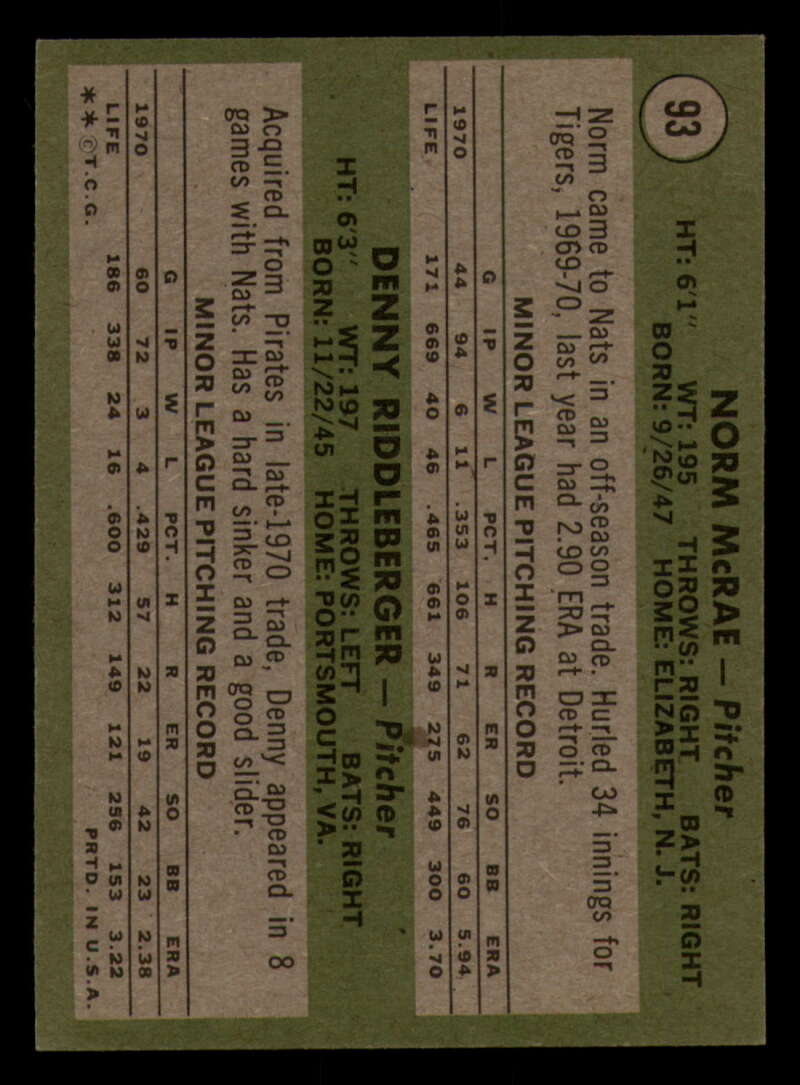 93
NORM McRAE — Pitcher
HT: 6'1" WT: 195 THROWS: RIGHT BATS: RIGHT
BORN: 9/26/47 HOME: ELIZABETH, N. J.
Norm came to Nats in an off-season trade. Hurled 34 innings for
Tigers, 1969-70, last year had 2.90 ERA at Detroit.
MINOR LEAGUE PITCHING RECORD
G IP W L PCT. H R ER SO BB ERA
1970 44 94 6 11 .353 106 71 62 76 60 5.94
LIFE 171 669 40 46 .465 661 349 275 449 300 3.70
DENNY RIDDLEBERGER — Pitcher
HT: 6'3" WT: 197 THROWS: LEFT BATS: RIGHT
BORN: 11/22/45 HOME: PORTSMOUTH, VA.
Acquired from Pirates in late-1970 trade, Denny appeared in 8
games with Nats. Has a hard sinker and a good slider.
MINOR LEAGUE PITCHING RECORD
G IP W L PCT. H R ER SO BB ERA
1970 60 72 3 4 .429 57 22 19 42 23 2.38
LIFE 186 338 24 16 .600 312 149 121 256 153 3.22
**©T.C.G. PRTD. IN U.S.A.